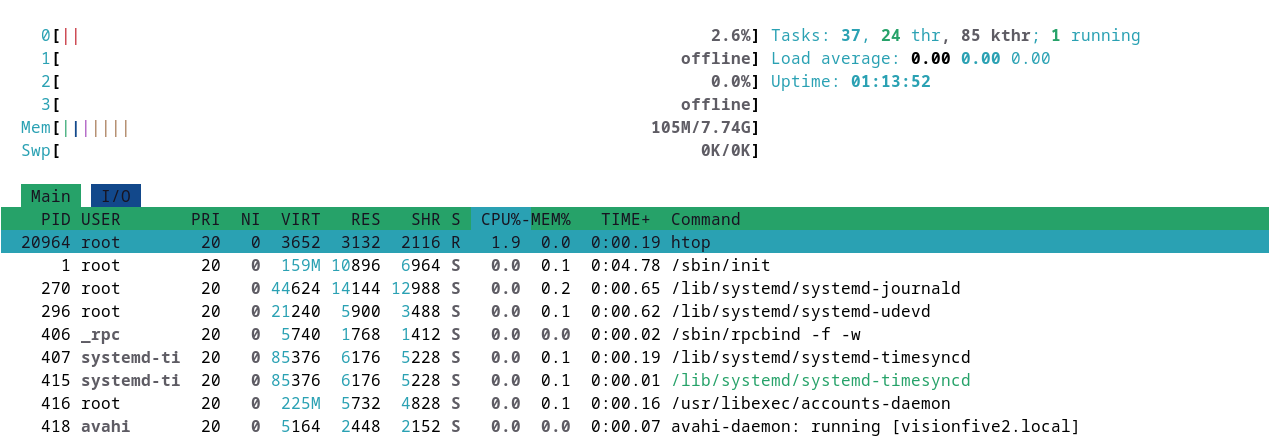 0[|| 2.6%] Tasks: 37, 24 thr, 85 kthr; 1 running
1[ offline] Load average: 0.00 0.00 0.00
2[ 0.0%] Uptime: 01:13:52
3[ offline]
Mem[||||||| 105M/7.74G]
Swp[ 0K/0K]
Main I/O
PID USER PRI NI VIRT RES SHR S CPU%-MEM% TIME+ Command
20964 root 20 0 3652 3132 2116 R 1.9 0.0 0:00.19 htop
1 root 20 0 159M 10896 6964 S 0.0 0.1 0:04.78 /sbin/init
270 root 20 0 44624 14144 12988 S 0.0 0.2 0:00.65 /lib/systemd/systemd-journald
296 root 20 0 21240 5900 3488 S 0.0 0.1 0:00.62 /lib/systemd/systemd-udevd
406 _rpc 20 0 5740 1768 1412 S 0.0 0.0 0:00.02 /sbin/rpcbind -f -w
407 systemd-ti 20 0 85376 6176 5228 S 0.0 0.1 0:00.19 /lib/systemd/systemd-timesyncd
415 systemd-ti 20 0 85376 6176 5228 S 0.0 0.1 0:00.01 /lib/systemd/systemd-timesyncd
416 root 20 0 225M 5732 4828 S 0.0 0.1 0:00.16 /usr/libexec/accounts-daemon
418 avahi 20 0 5164 2448 2152 S 0.0 0.0 0:00.07 avahi-daemon: running [visionfive2.local]